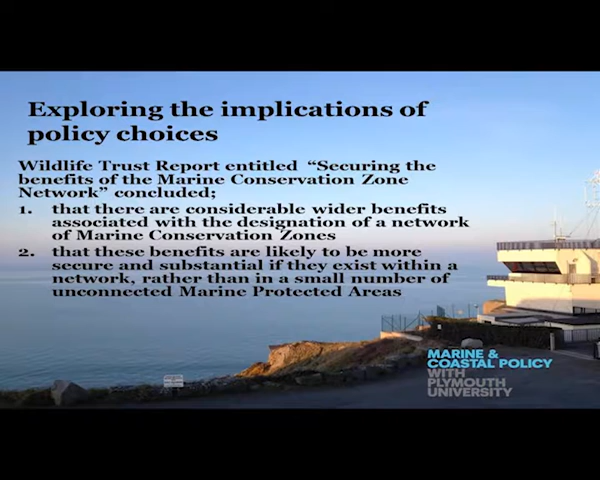 Exploring the implications of
policy choices
Wildlife Trust Report entitled “Securing the
benefits of the Marine Conservation Zone
Network” concluded;
1. that there are considerable wider benefits
associated with the designation of a network
of Marine Conservation Zones
2. that these benefits are likely to be more
secure and substantial if they exist within a
network, rather than in a small number of
unconnected Marine Protected Areas
MARINE &
COASTAL POLICY
WITH
PLYMOUTH
UNIVERSITY